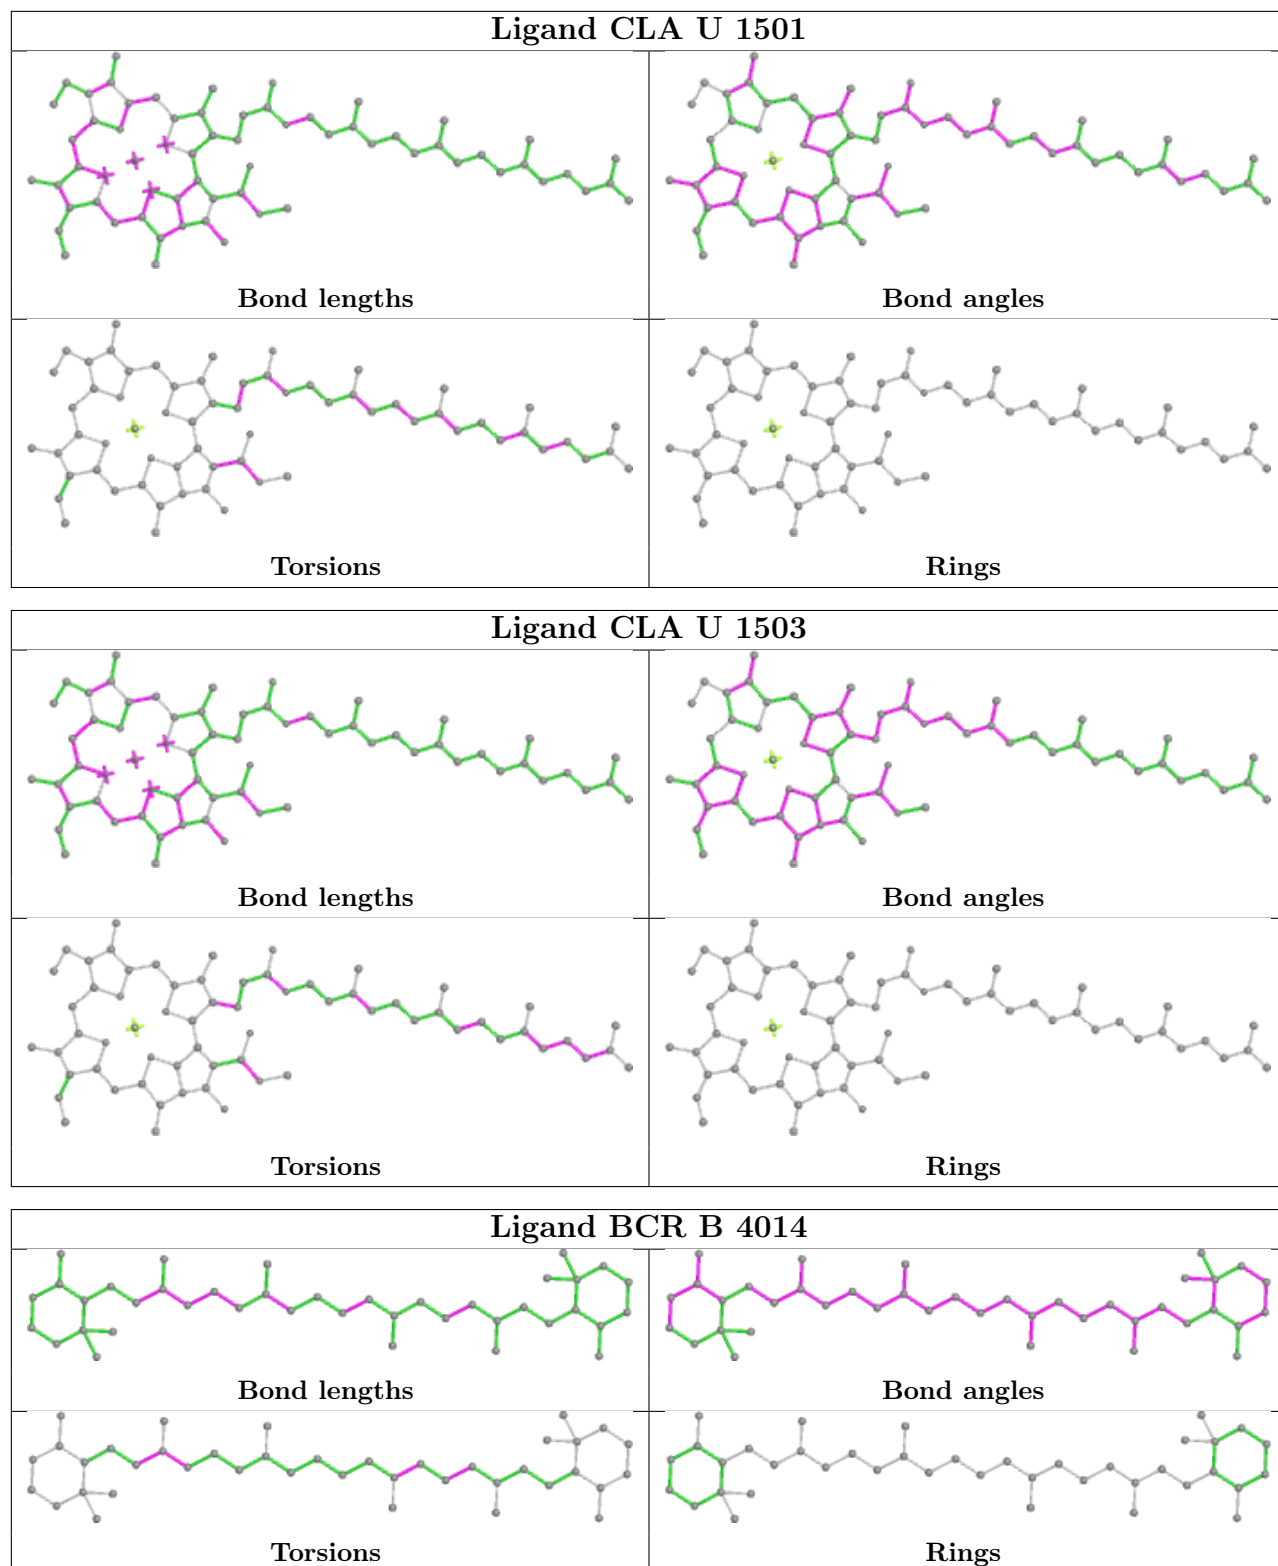 Ligand CLA U 1501
Bond lengths
Bond angles
Torsions
Rings
Ligand CLA U 1503
Bond lengths
Bond angles
Torsions
Rings
Ligand BCR B 4014
Bond lengths
Bond angles
Torsions
Rings